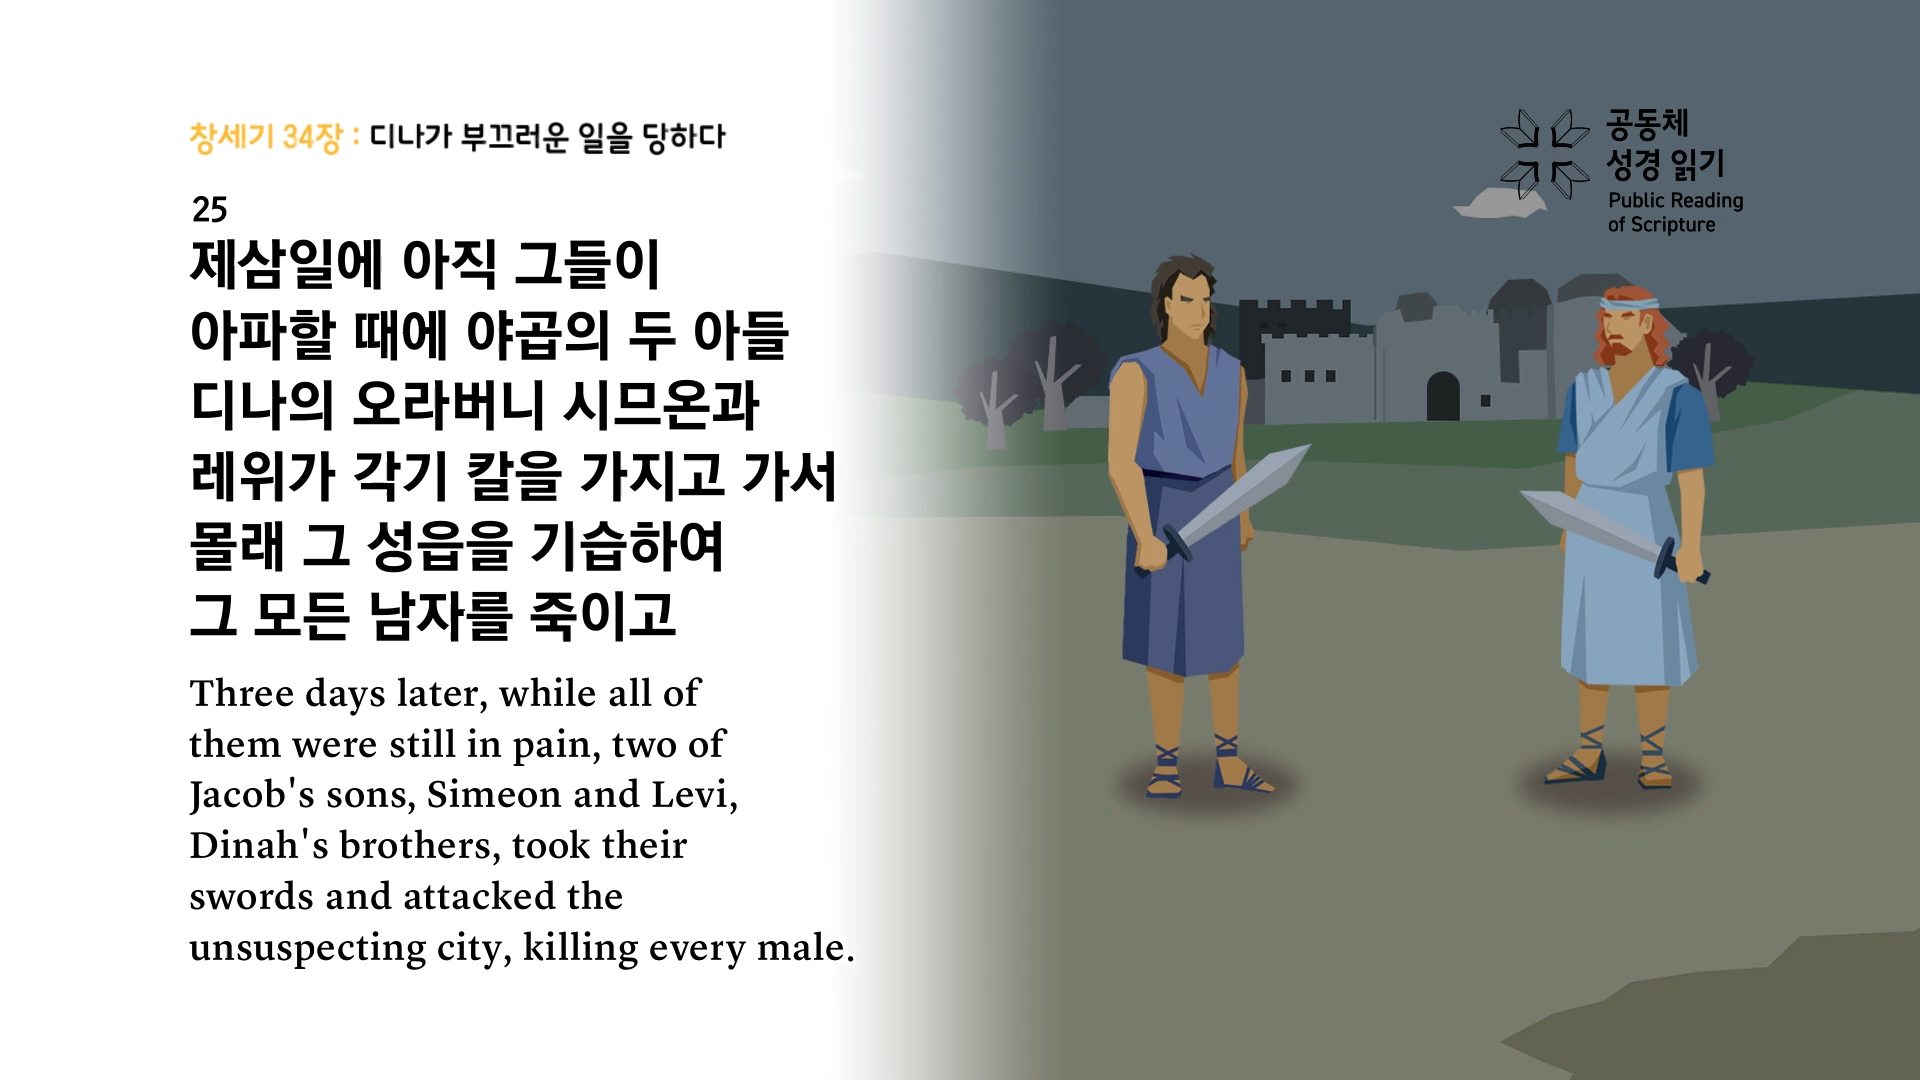 창세기 34장 : 디나가 부끄러운 일을 당하다
25
제삼일에 아직 그들이
아파할 때에 야곱의 두 아들
디나의 오라버니 시므온과
레위가 각기 칼을 가지고 가서
몰래 그 성읍을 기습하여
그 모든 남자를 죽이고
Three days later, while all of
them were still in pain, two of
Jacob's sons, Simeon and Levi,
Dinah's brothers, took their
swords and attacked the
unsuspecting city, killing every male.
공동체
성경 읽기
Public Reading
of Scripture